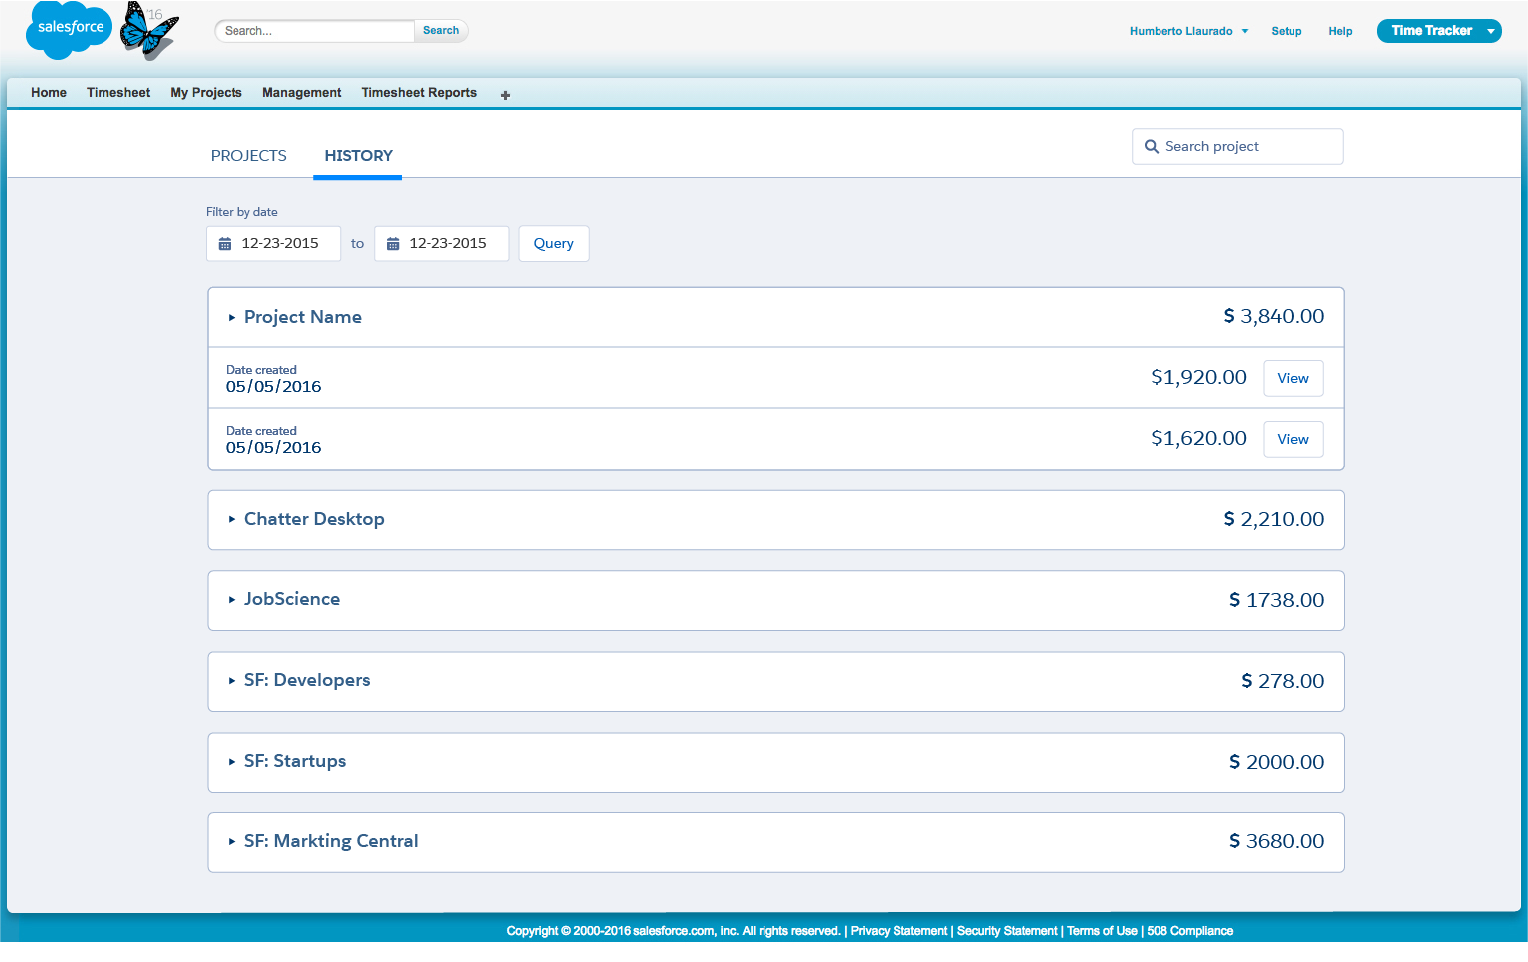 salesforce
'16
Search...
Search
Humberto Llaurado
Setup
Help
Time Tracker
Home
Timesheet
My Projects
Management
Timesheet Reports
PROJECTS
HISTORY
Search project
Filter by date
12-23-2015
to
12-23-2015
Query
Project Name
$ 3,840.00
Date created
05/05/2016
$1,920.00
View
Date created
05/05/2016
$1,620.00
View
Chatter Desktop
$ 2,210.00
JobScience
$ 1738.00
SF: Developers
$ 278.00
SF: Startups
$ 2000.00
SF: Markting Central
$ 3680.00
Copyright © 2000-2016 salesforce.com, inc. All rights reserved. | Privacy Statement | Security Statement | Terms of Use | 508 Compliance